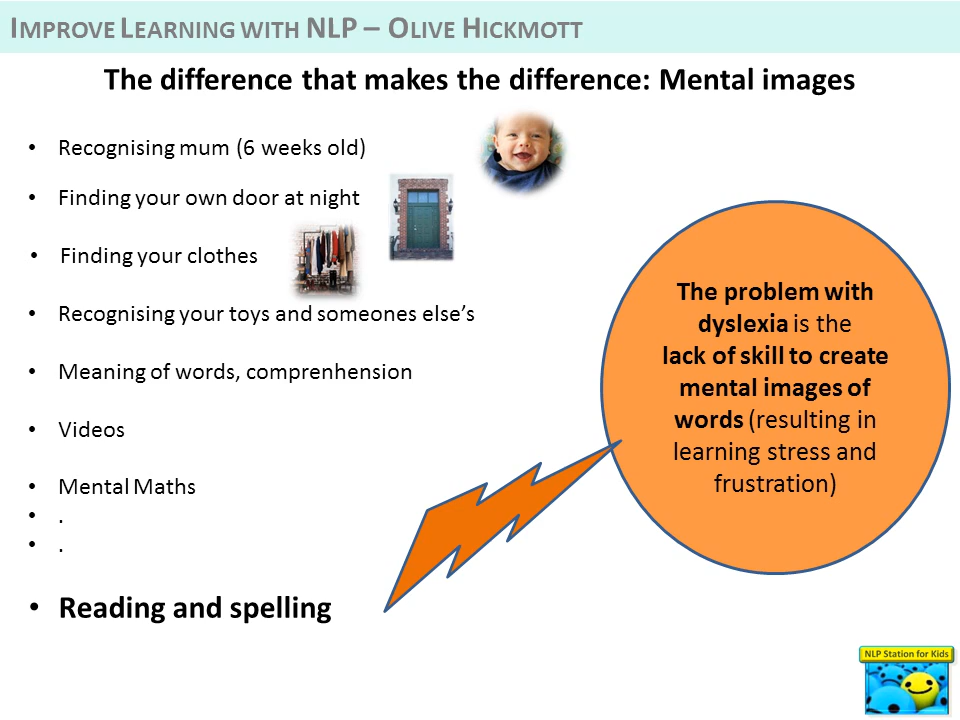 IMPROVE LEARNING WITH NLP – OLIVE HICKMOTT
The difference that makes the difference: Mental images
• Recognising mum (6 weeks old)
• Finding your own door at night
• Finding your clothes
• Recognising your toys and someones else’s
• Meaning of words, comprenhension
• Videos
• Mental Maths
• .
• .
• Reading and spelling
The problem with
dyslexia is the
lack of skill to create
mental images of
words (resulting in
learning stress and
frustration)
NLP Station for Kids